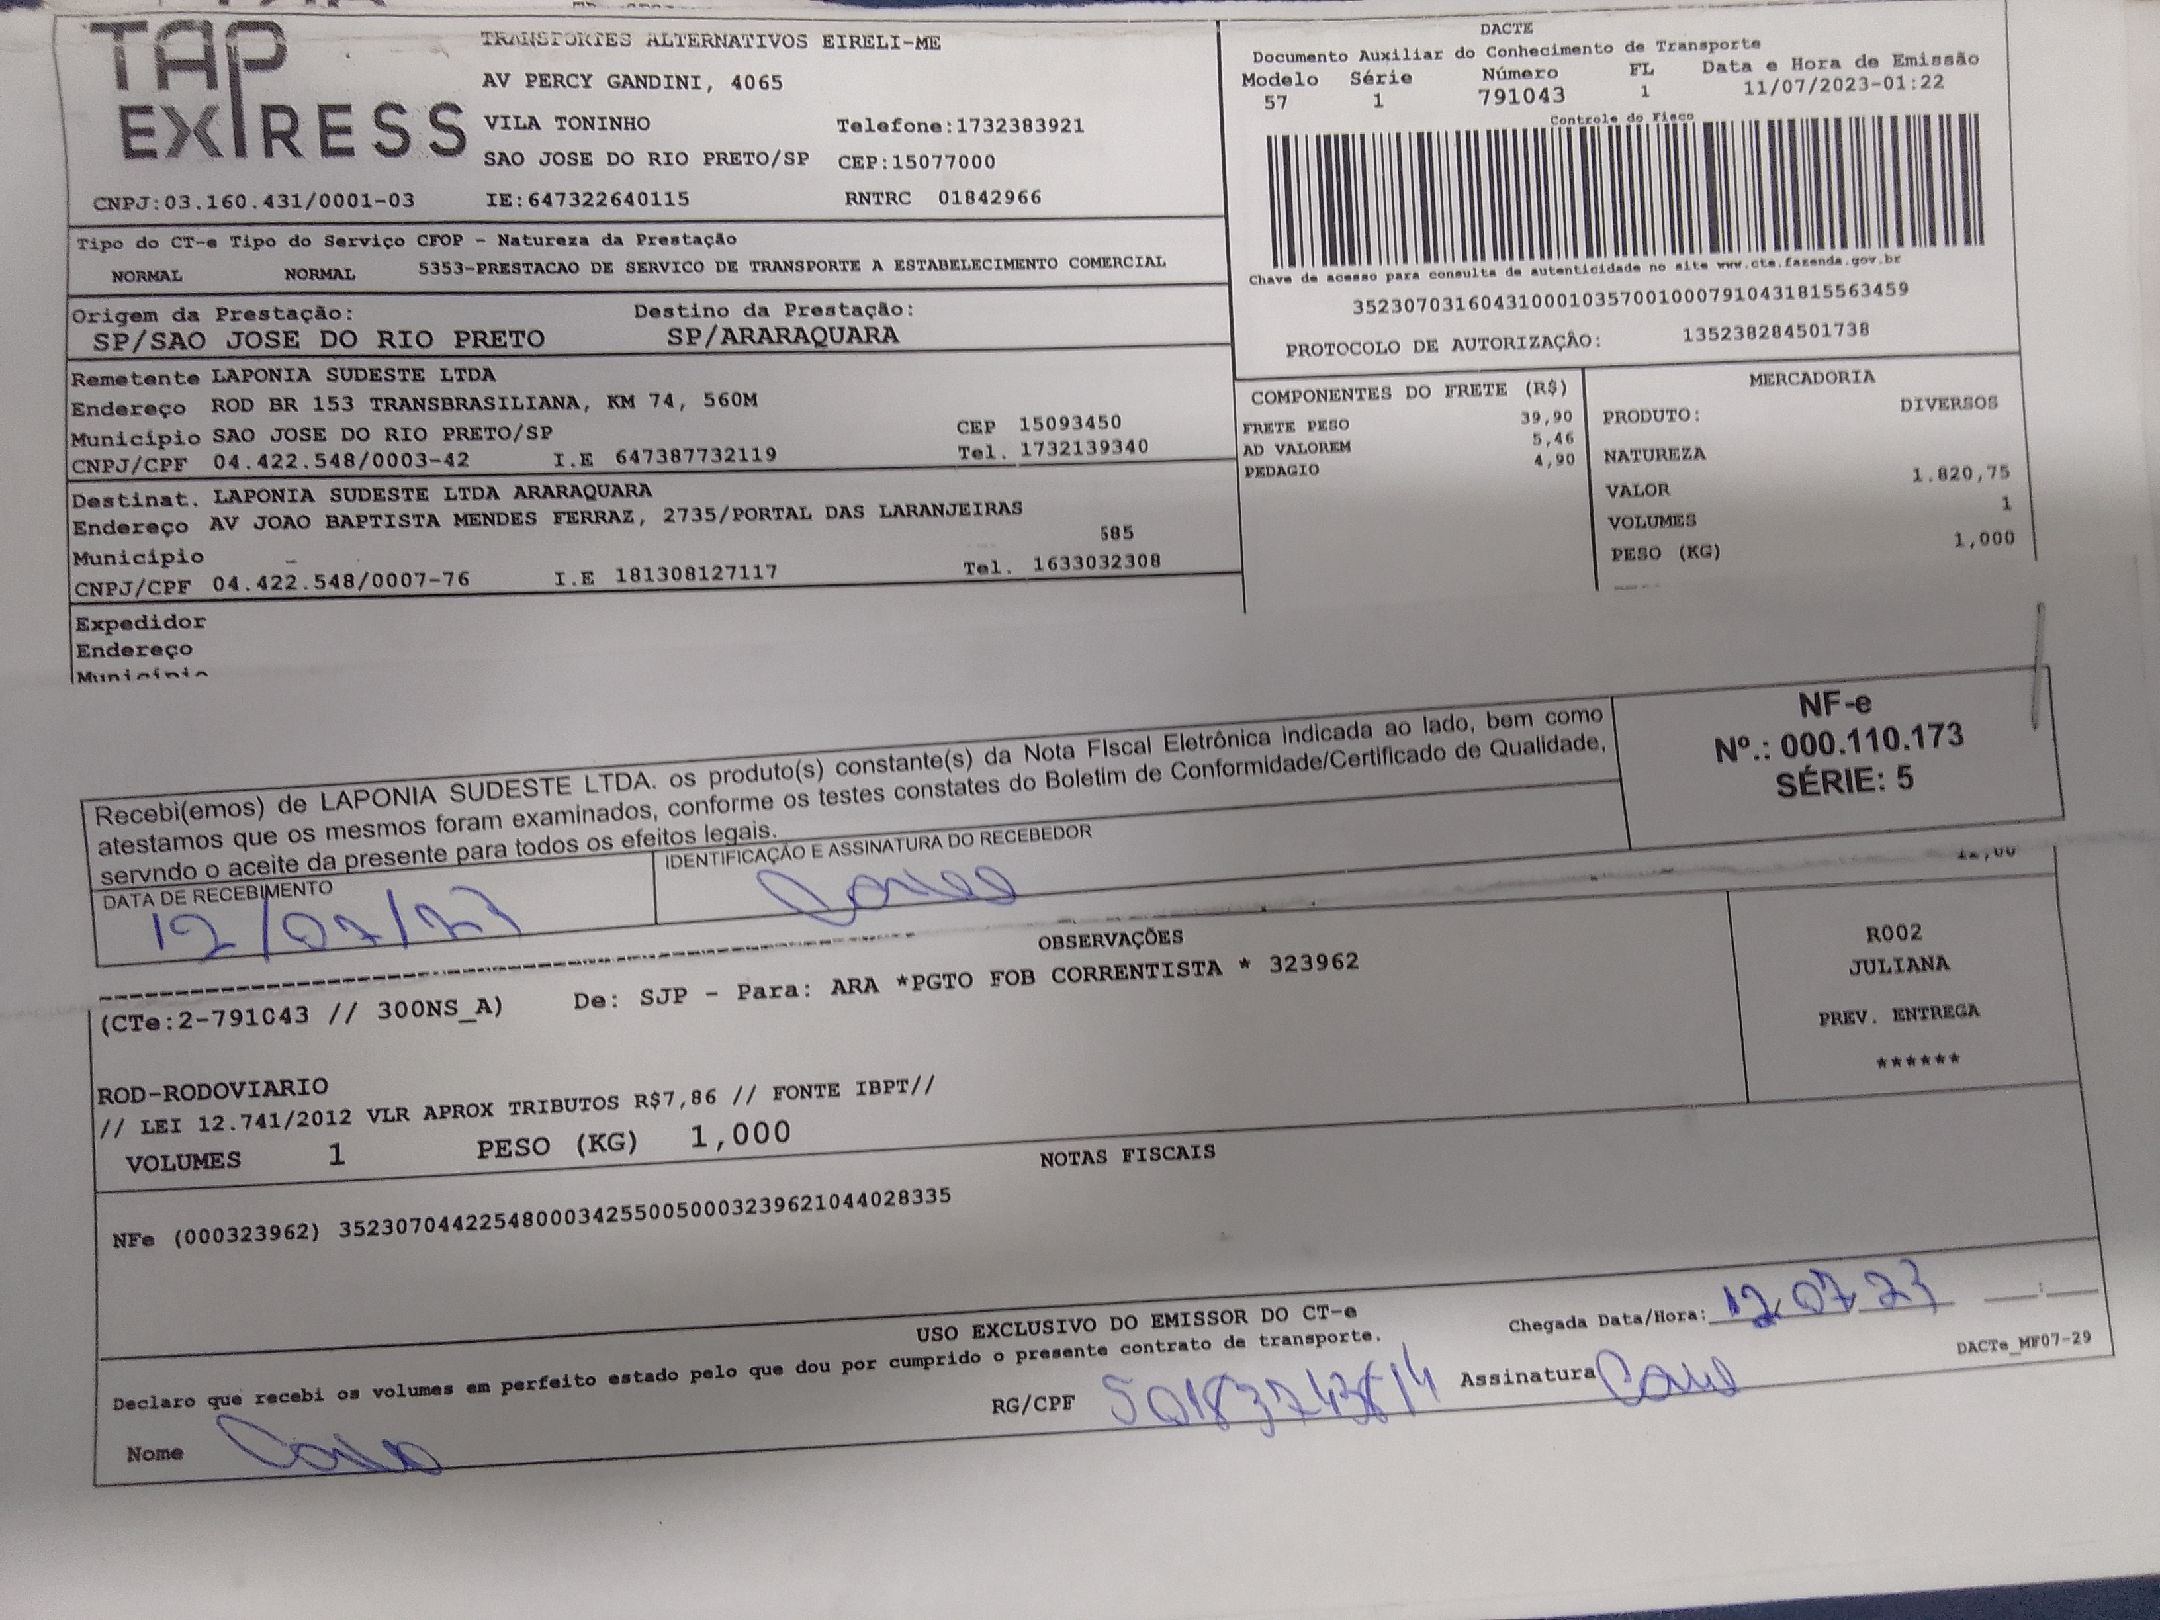 TAP EXPRESS
TRANSPORTES ALTERNATIVOS EIRELI-ME
AV PERCY GANDINI, 4065
VILA TONINHO Telefone:1732383921
SAO JOSE DO RIO PRETO/SP CEP:15077000
CNPJ:03.160.431/0001-03 IE:647322640115 RNTRC 01842966
DACTE
Documento Auxiliar do Conhecimento de Transporte
Modelo Série Número FL Data e Hora de Emissão
57 1 791043 1 11/07/2023-01:22
Controle do Fisco
Chave de acesso para consulta de autenticidade no site www.cte.fazenda.gov.br
35230703160431000103570010007910431815563459
PROTOCOLO DE AUTORIZAÇÂO: 135238284501738
Tipo do CT-e Tipo do Serviço CFOP - Natureza da Prestação
NORMAL NORMAL 5353-PRESTACAO DE SERVICO DE TRANSPORTE A ESTABELECIMENTO COMERCIAL
Origem da Prestação: Destino da Prestação:
SP/SAO JOSE DO RIO PRETO SP/ARARAQUARA
Remetente LAPONIA SUDESTE LTDA
Endereço ROD BR 153 TRANSBRASILIANA, KM 74, 560M
Município SAO JOSE DO RIO PRETO/SP CEP 15093450
CNPJ/CPF 04.422.548/0003-42 I.E 647387732119 Tel. 1732139340
Destinat. LAPONIA SUDESTE LTDA ARARAQUARA
Endereço AV JOAO BAPTISTA MENDES FERRAZ, 2735/PORTAL DAS LARANJEIRAS
Município 585
CNPJ/CPF 04.422.548/0007-76 I.E 181308127117 Tel. 1633032308
Expedidor
Endereço
Município
COMPONENTES DO FRETE (R$)
FRETE PESO 39,90
AD VALOREM 5,46
PEDAGIO 4,90
MERCADORIA
PRODUTO: DIVERSOS
NATUREZA
VALOR 1.820,75
VOLUMES 1
PESO (KG) 1,000
Recebi(emos) de LAPONIA SUDESTE LTDA. os produto(s) constante(s) da Nota FIscal Eletrônica indicada ao lado, bem como
atestamos que os mesmos foram examinados, conforme os testes constates do Boletim de Conformidade/Certificado de Qualidade,
servndo o aceite da presente para todos os efeitos legais.
NF-e
Nº.: 000.110.173
SÉRIE: 5
DATA DE RECEBIMENTO
12/07/23
IDENTIFICAÇÃO E ASSINATURA DO RECEBEDOR
OBSERVAÇÕES
(CTe:2-791043 // 300NS_A) De: SJP - Para: ARA *PGTO FOB CORRENTISTA * 323962
R002
JULIANA
PREV. ENTREGA
******
ROD-RODOVIARIO
// LEI 12.741/2012 VLR APROX TRIBUTOS R$7,86 // FONTE IBPT//
VOLUMES 1 PESO (KG) 1,000
NOTAS FISCAIS
NFe (000323962) 35230704422548000342550050003239621044028335
USO EXCLUSIVO DO EMISSOR DO CT-e
Declaro que recebi os volumes em perfeito estado pelo que dou por cumprido o presente contrato de transporte.
Chegada Data/Hora: 12 07 23 __:__
Nome
RG/CPF
Assinatura
DACTe_MF07-29